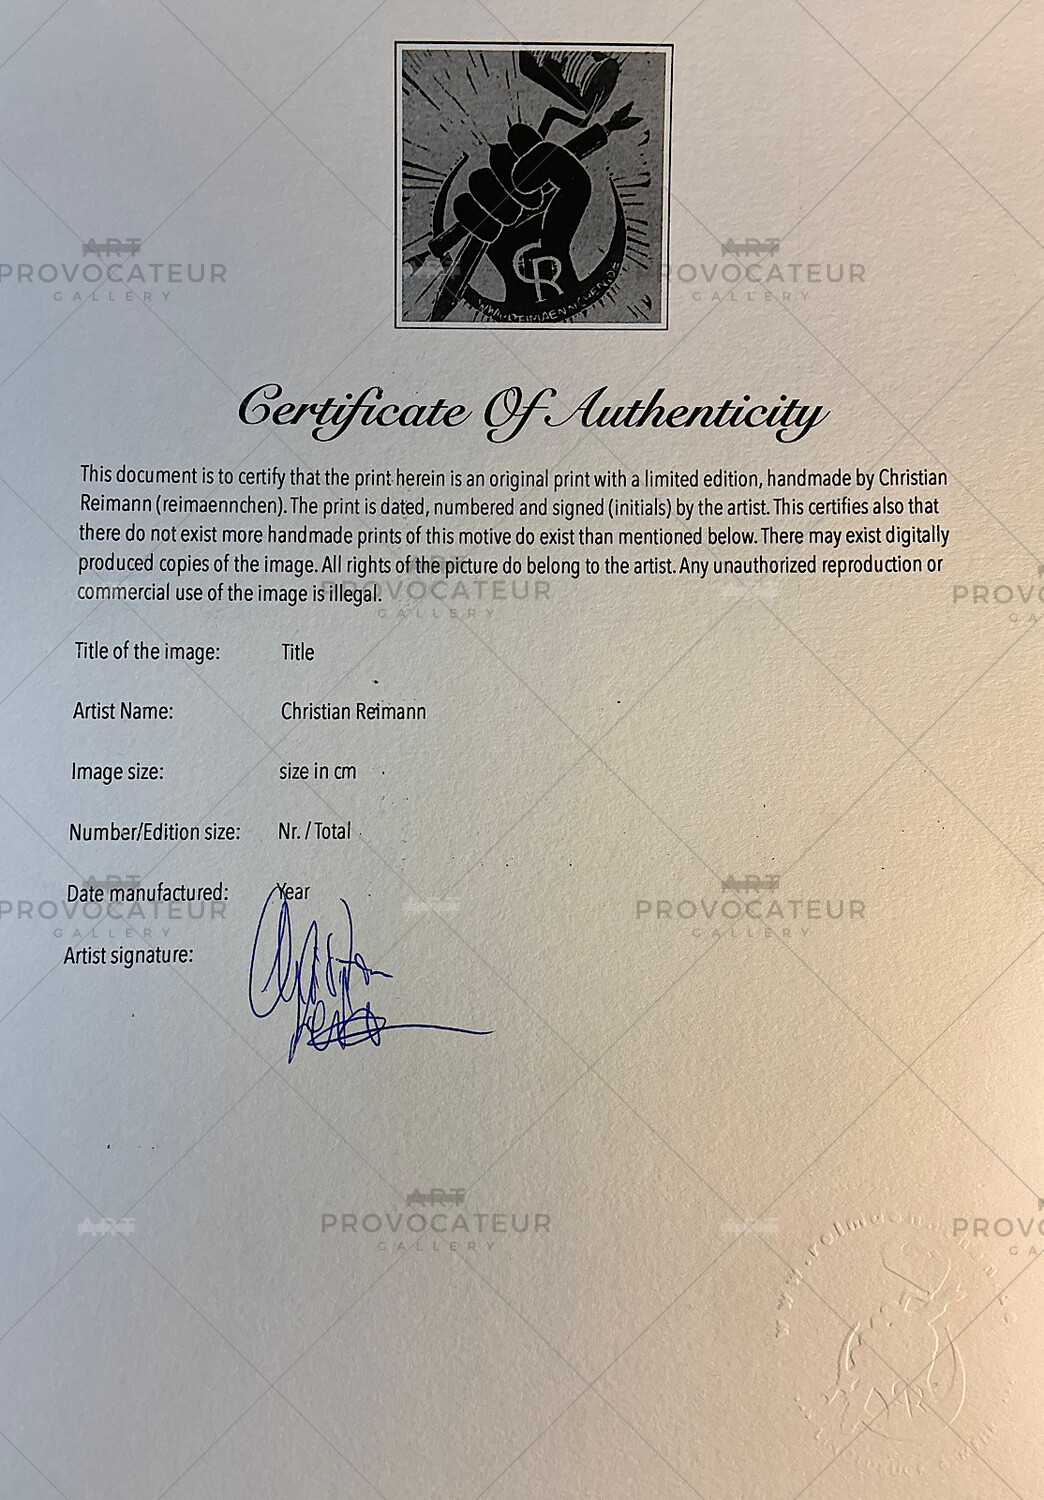 CR
WWW.REIMAENNCHEN.DE
Certificate Of Authenticity
This document is to certify that the print herein is an original print with a limited edition, handmade by Christian
Reimann (reimaennchen). The print is dated, numbered and signed (initials) by the artist. This certifies also that
there do not exist more handmade prints of this motive do exist than mentioned below. There may exist digitally
produced copies of the image. All rights of the picture do belong to the artist. Any unauthorized reproduction or
commercial use of the image is illegal.
Title of the image: Title
Artist Name: Christian Reimann
Image size: size in cm
Number/Edition size: Nr. / Total
Date manufactured: Year
Artist signature:
ART
PROVOCATEUR
GALLERY